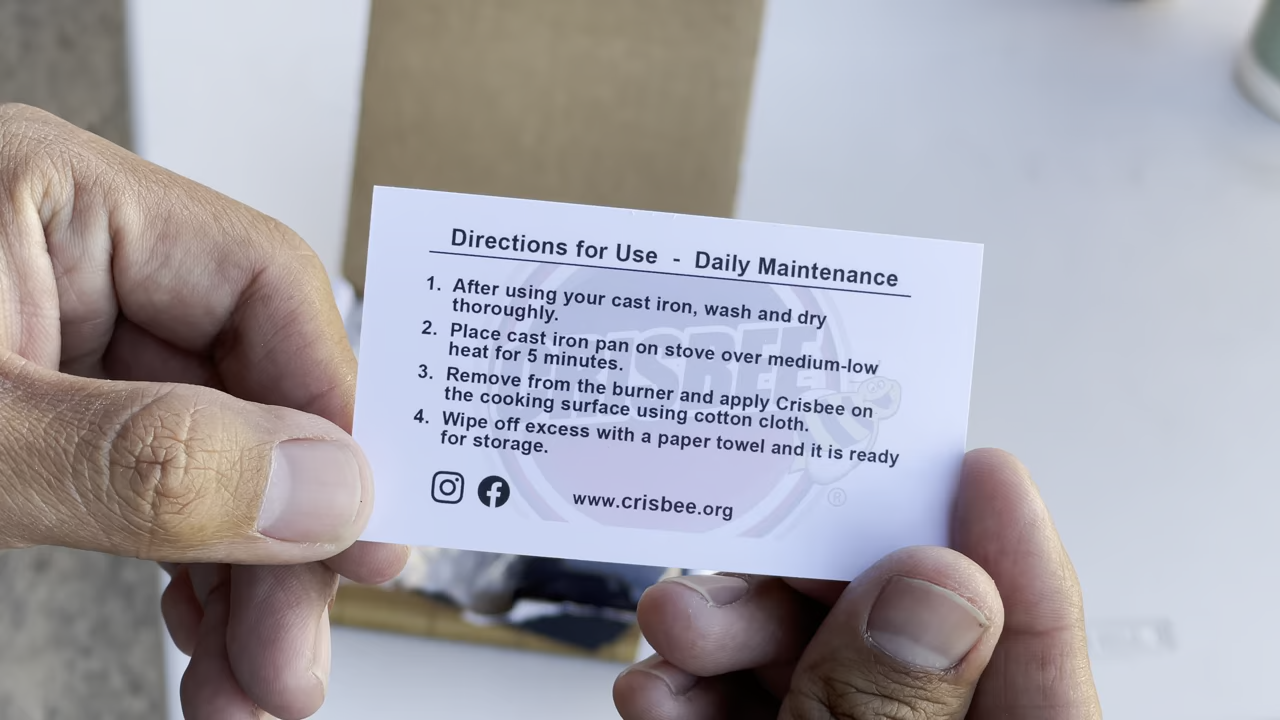 Directions for Use - Daily Maintenance
1. After using your cast iron, wash and dry
thoroughly.
2. Place cast iron pan on stove over medium-low
heat for 5 minutes.
3. Remove from the burner and apply Crisbee on
the cooking surface using cotton cloth.
4. Wipe off excess with a paper towel and it is ready
for storage.
www.crisbee.org
CRISBEE
®